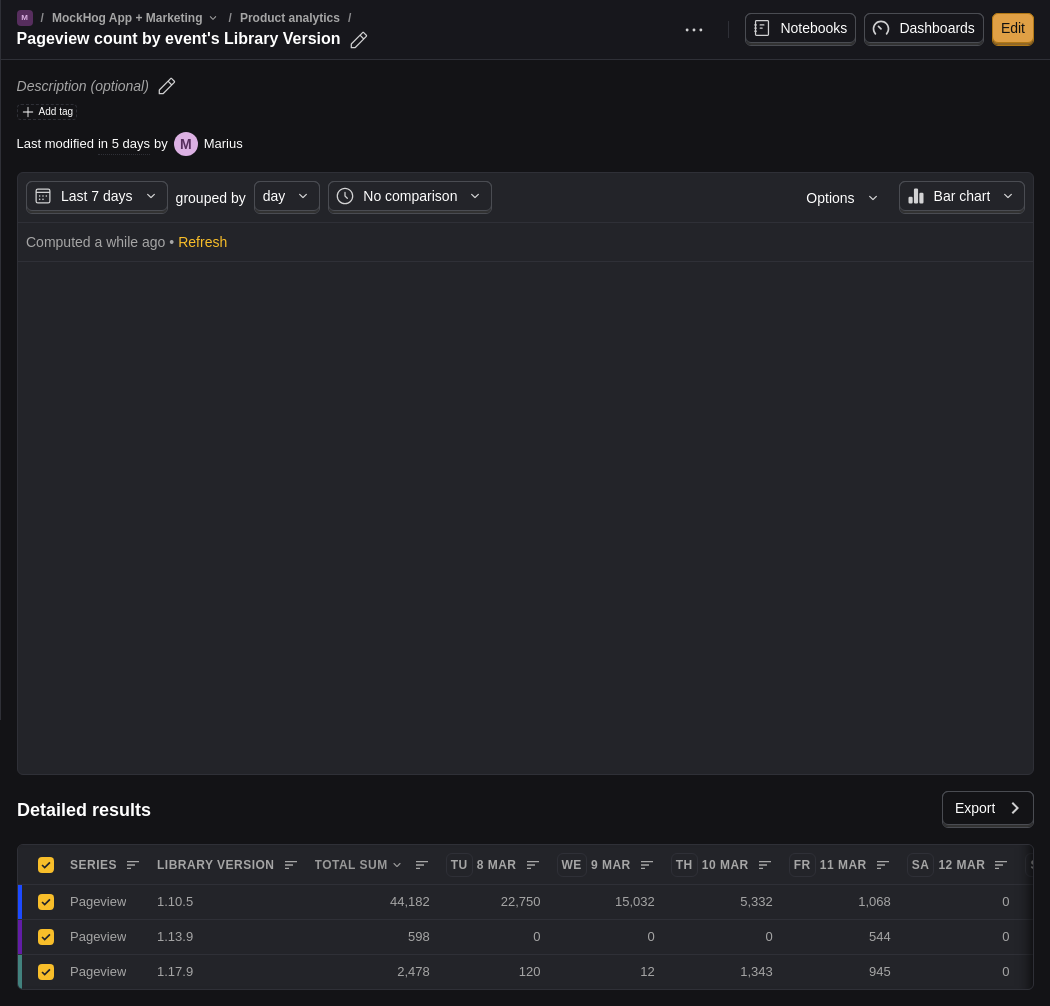 M / MockHog App + Marketing / Product analytics /
Pageview count by event's Library Version
Notebooks
Dashboards
Edit
Description (optional)
Add tag
Last modified in 5 days by M Marius
Last 7 days grouped by day No comparison Options Bar chart
Computed a while ago • Refresh
Detailed results
Export
SERIES LIBRARY VERSION TOTAL SUM TU 8 MAR WE 9 MAR TH 10 MAR FR 11 MAR SA 12 MAR
Pageview 1.10.5 44,182 22,750 15,032 5,332 1,068 0
Pageview 1.13.9 598 0 0 0 544 0
Pageview 1.17.9 2,478 120 12 1,343 945 0